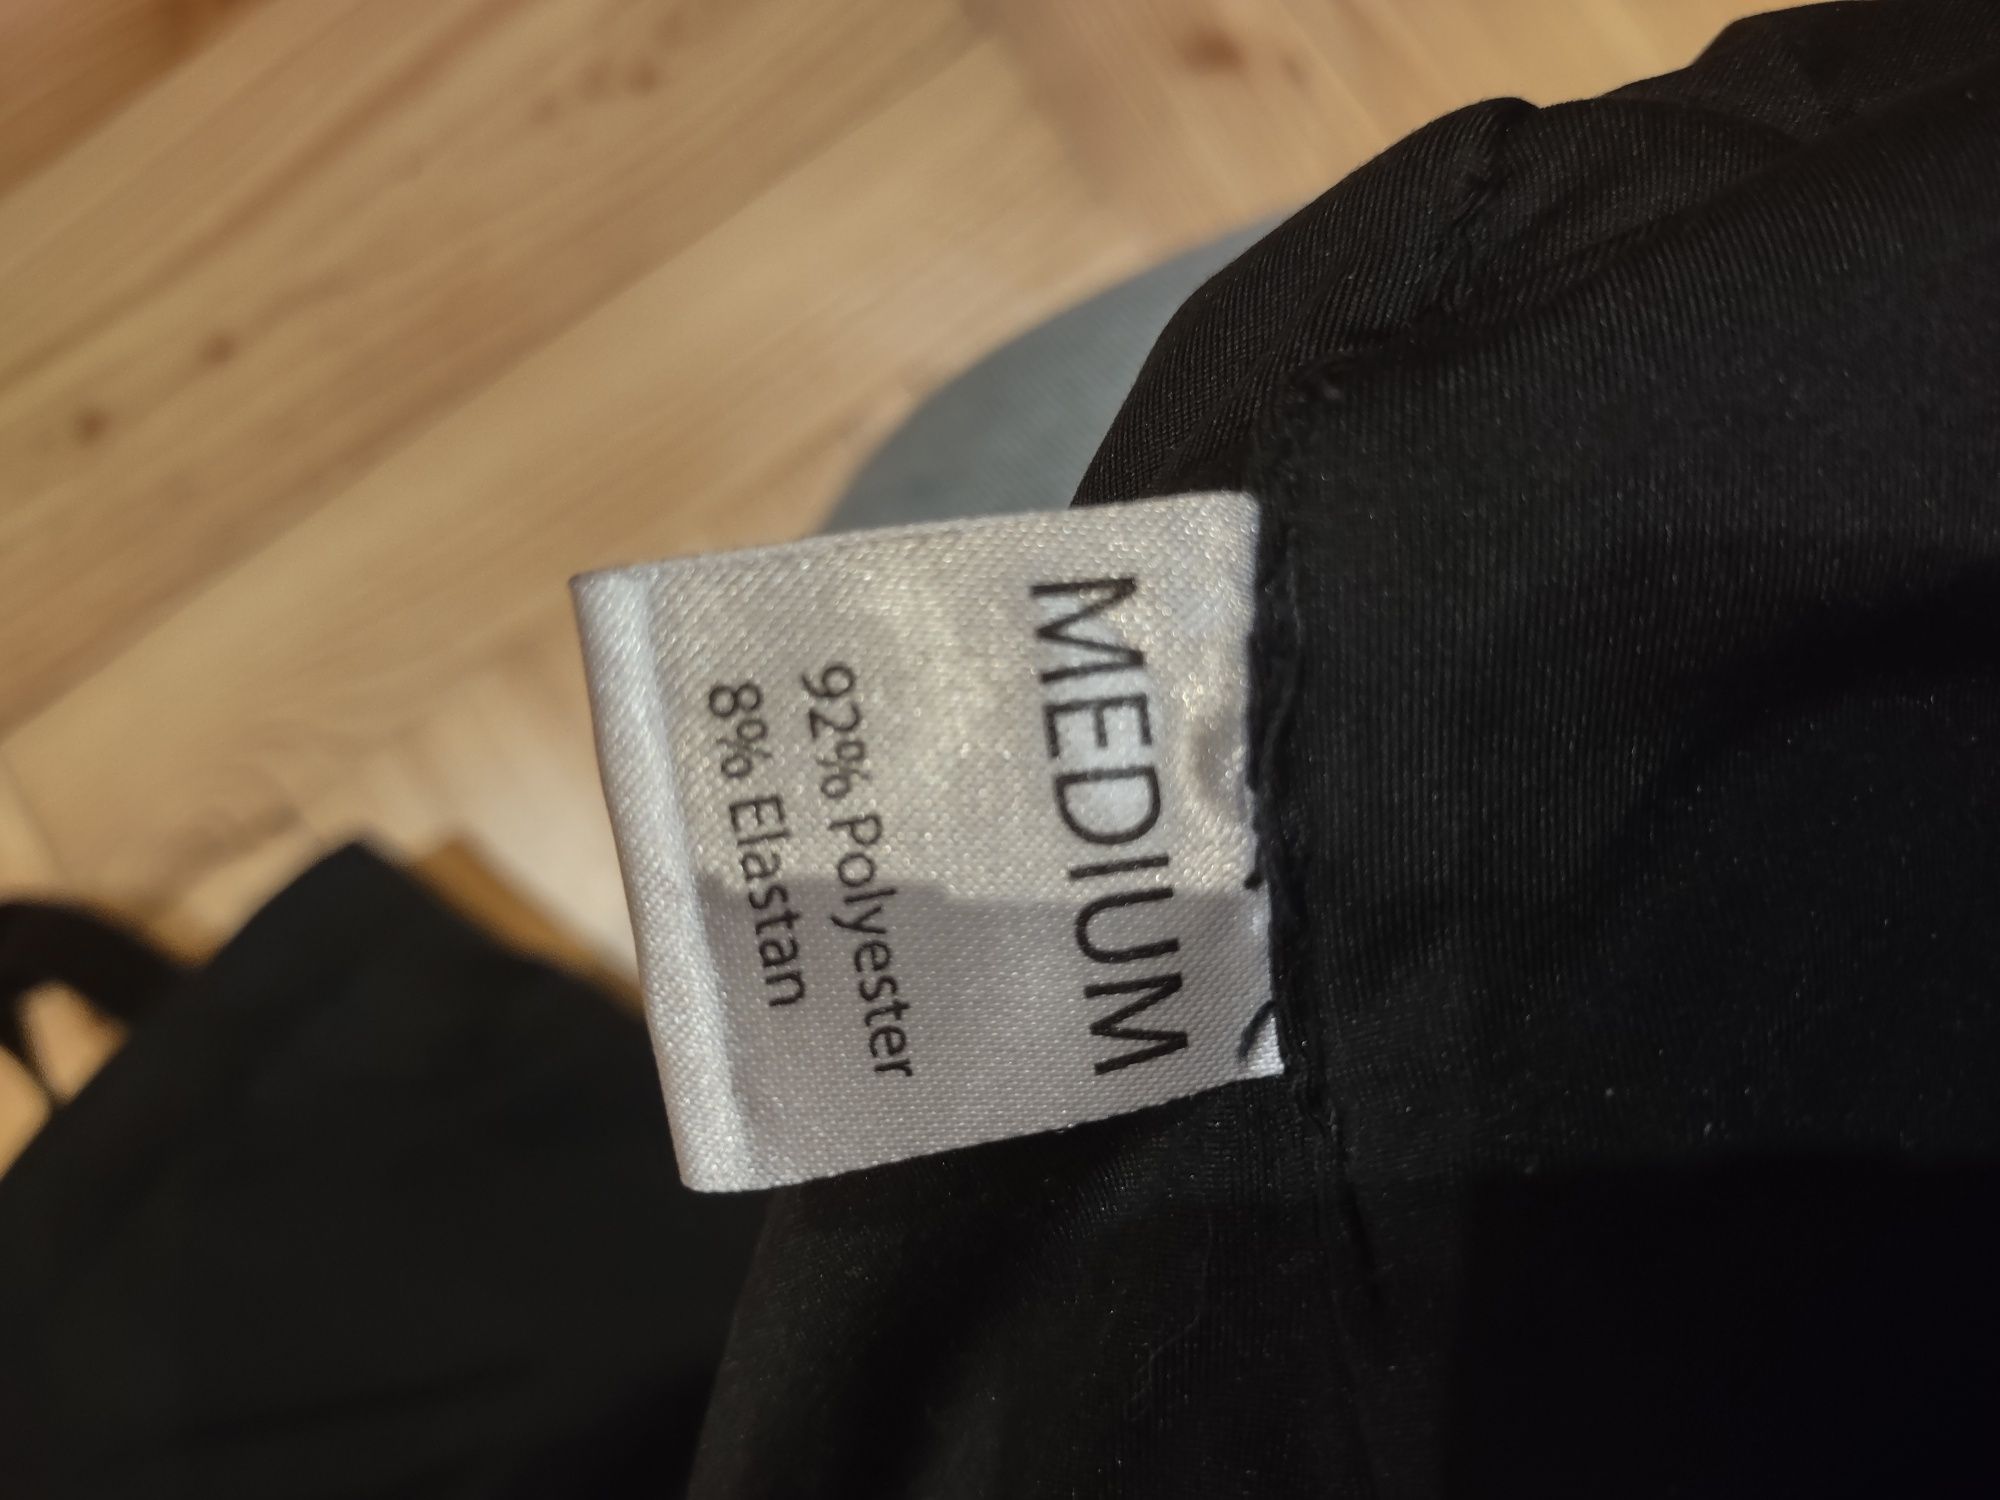 MEDIUM
92% Polyester
8% Elastan